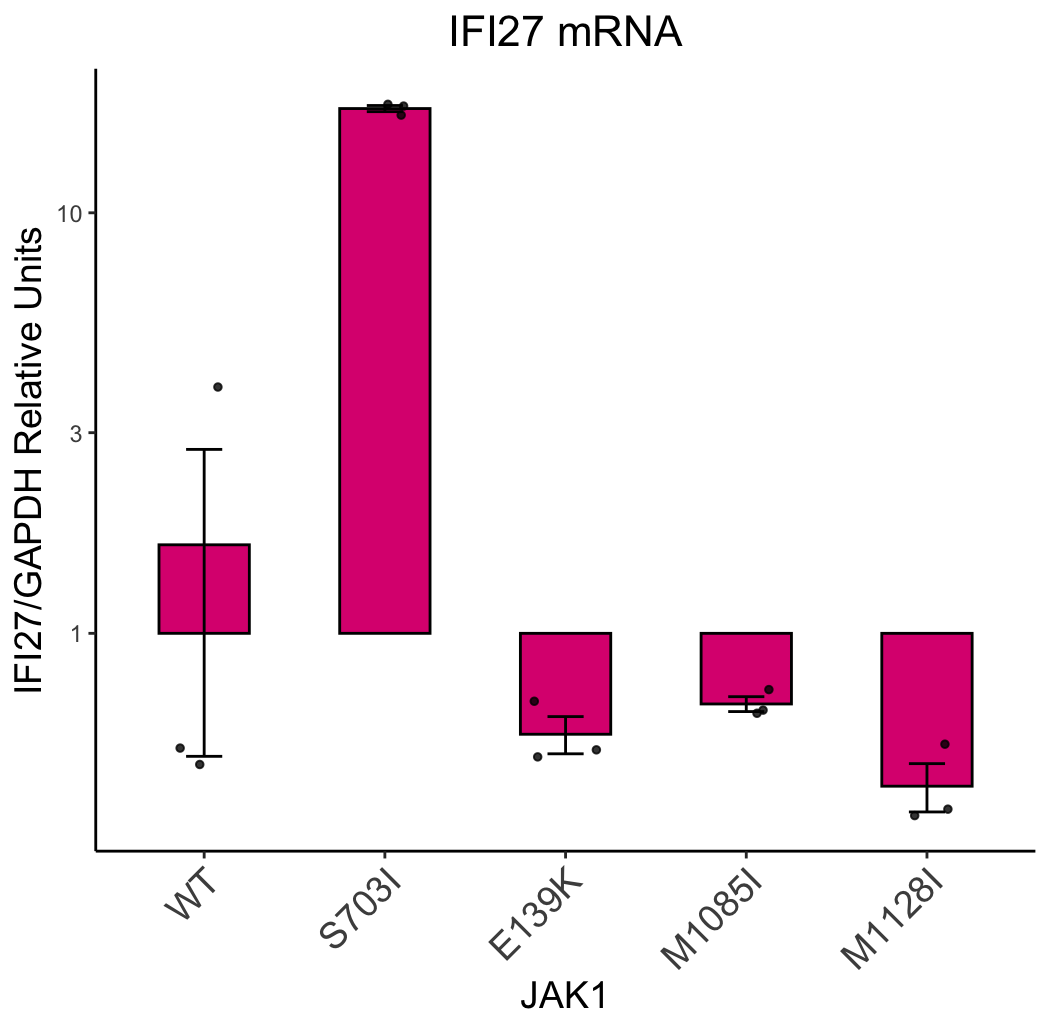 IFI27 mRNA
IFI27/GAPDH Relative Units
10
3
1
WT
S703I
E139K
M1085I
M1128I
JAK1